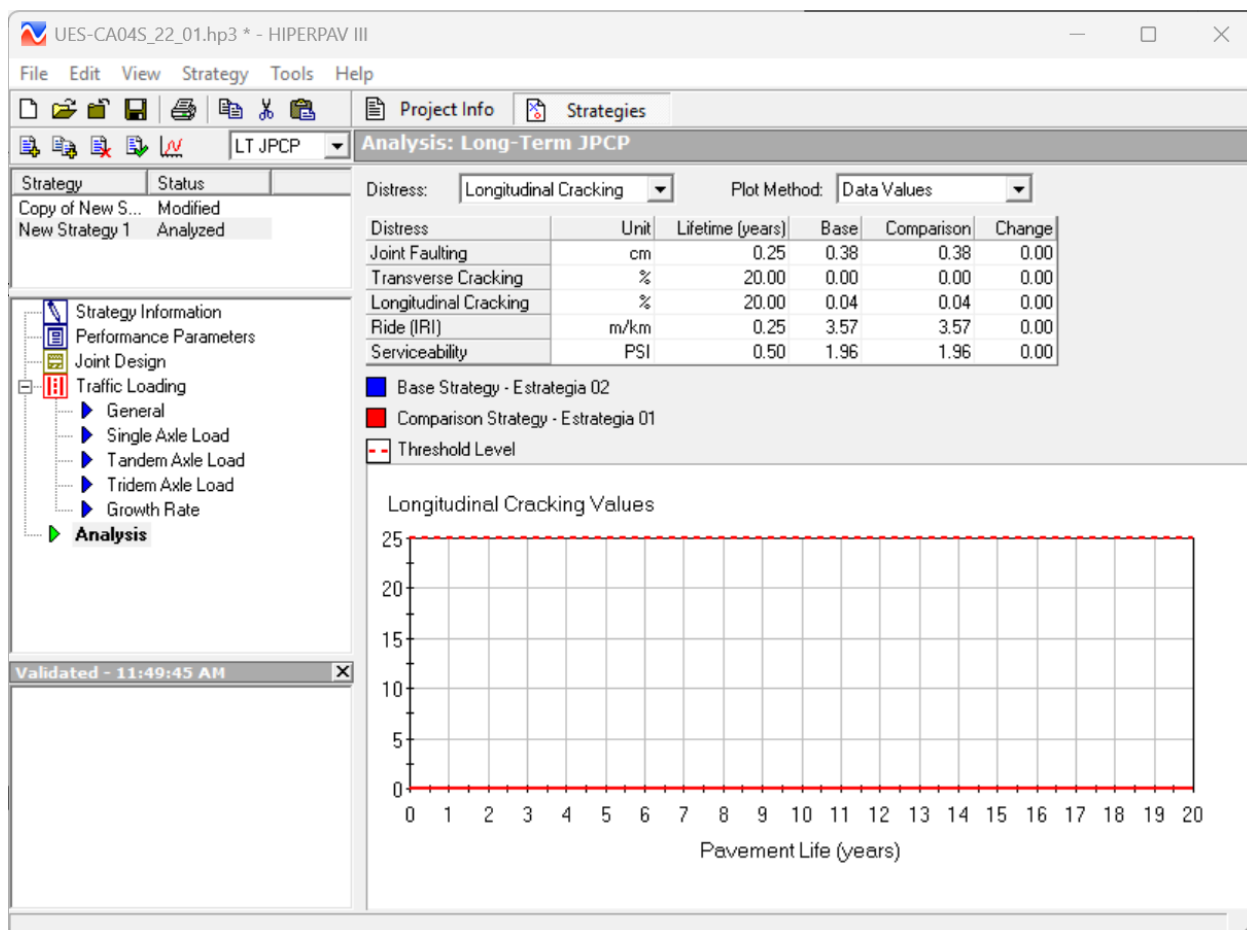 UES-CA04S_22_01.hp3 * - HIPERPAV III
File Edit View Strategy Tools Help
Project Info Strategies
LT JPCP
Analysis: Long-Term JPCP
Strategy Status
Copy of New S... Modified
New Strategy 1 Analyzed
Strategy Information
Performance Parameters
Joint Design
Traffic Loading
General
Single Axle Load
Tandem Axle Load
Tridem Axle Load
Growth Rate
Analysis
Validated - 11:49:45 AM
Distress: Longitudinal Cracking Plot Method: Data Values
Distress Unit Lifetime (years) Base Comparison Change
Joint Faulting cm 0.25 0.38 0.38 0.00
Transverse Cracking % 20.00 0.00 0.00 0.00
Longitudinal Cracking % 20.00 0.04 0.04 0.00
Ride (IRI) m/km 0.25 3.57 3.57 0.00
Serviceability PSI 0.50 1.96 1.96 0.00
Base Strategy - Estrategia 02
Comparison Strategy - Estrategia 01
Threshold Level
Longitudinal Cracking Values
25
20
15
10
5
0
0 1 2 3 4 5 6 7 8 9 10 11 12 13 14 15 16 17 18 19 20
Pavement Life (years)